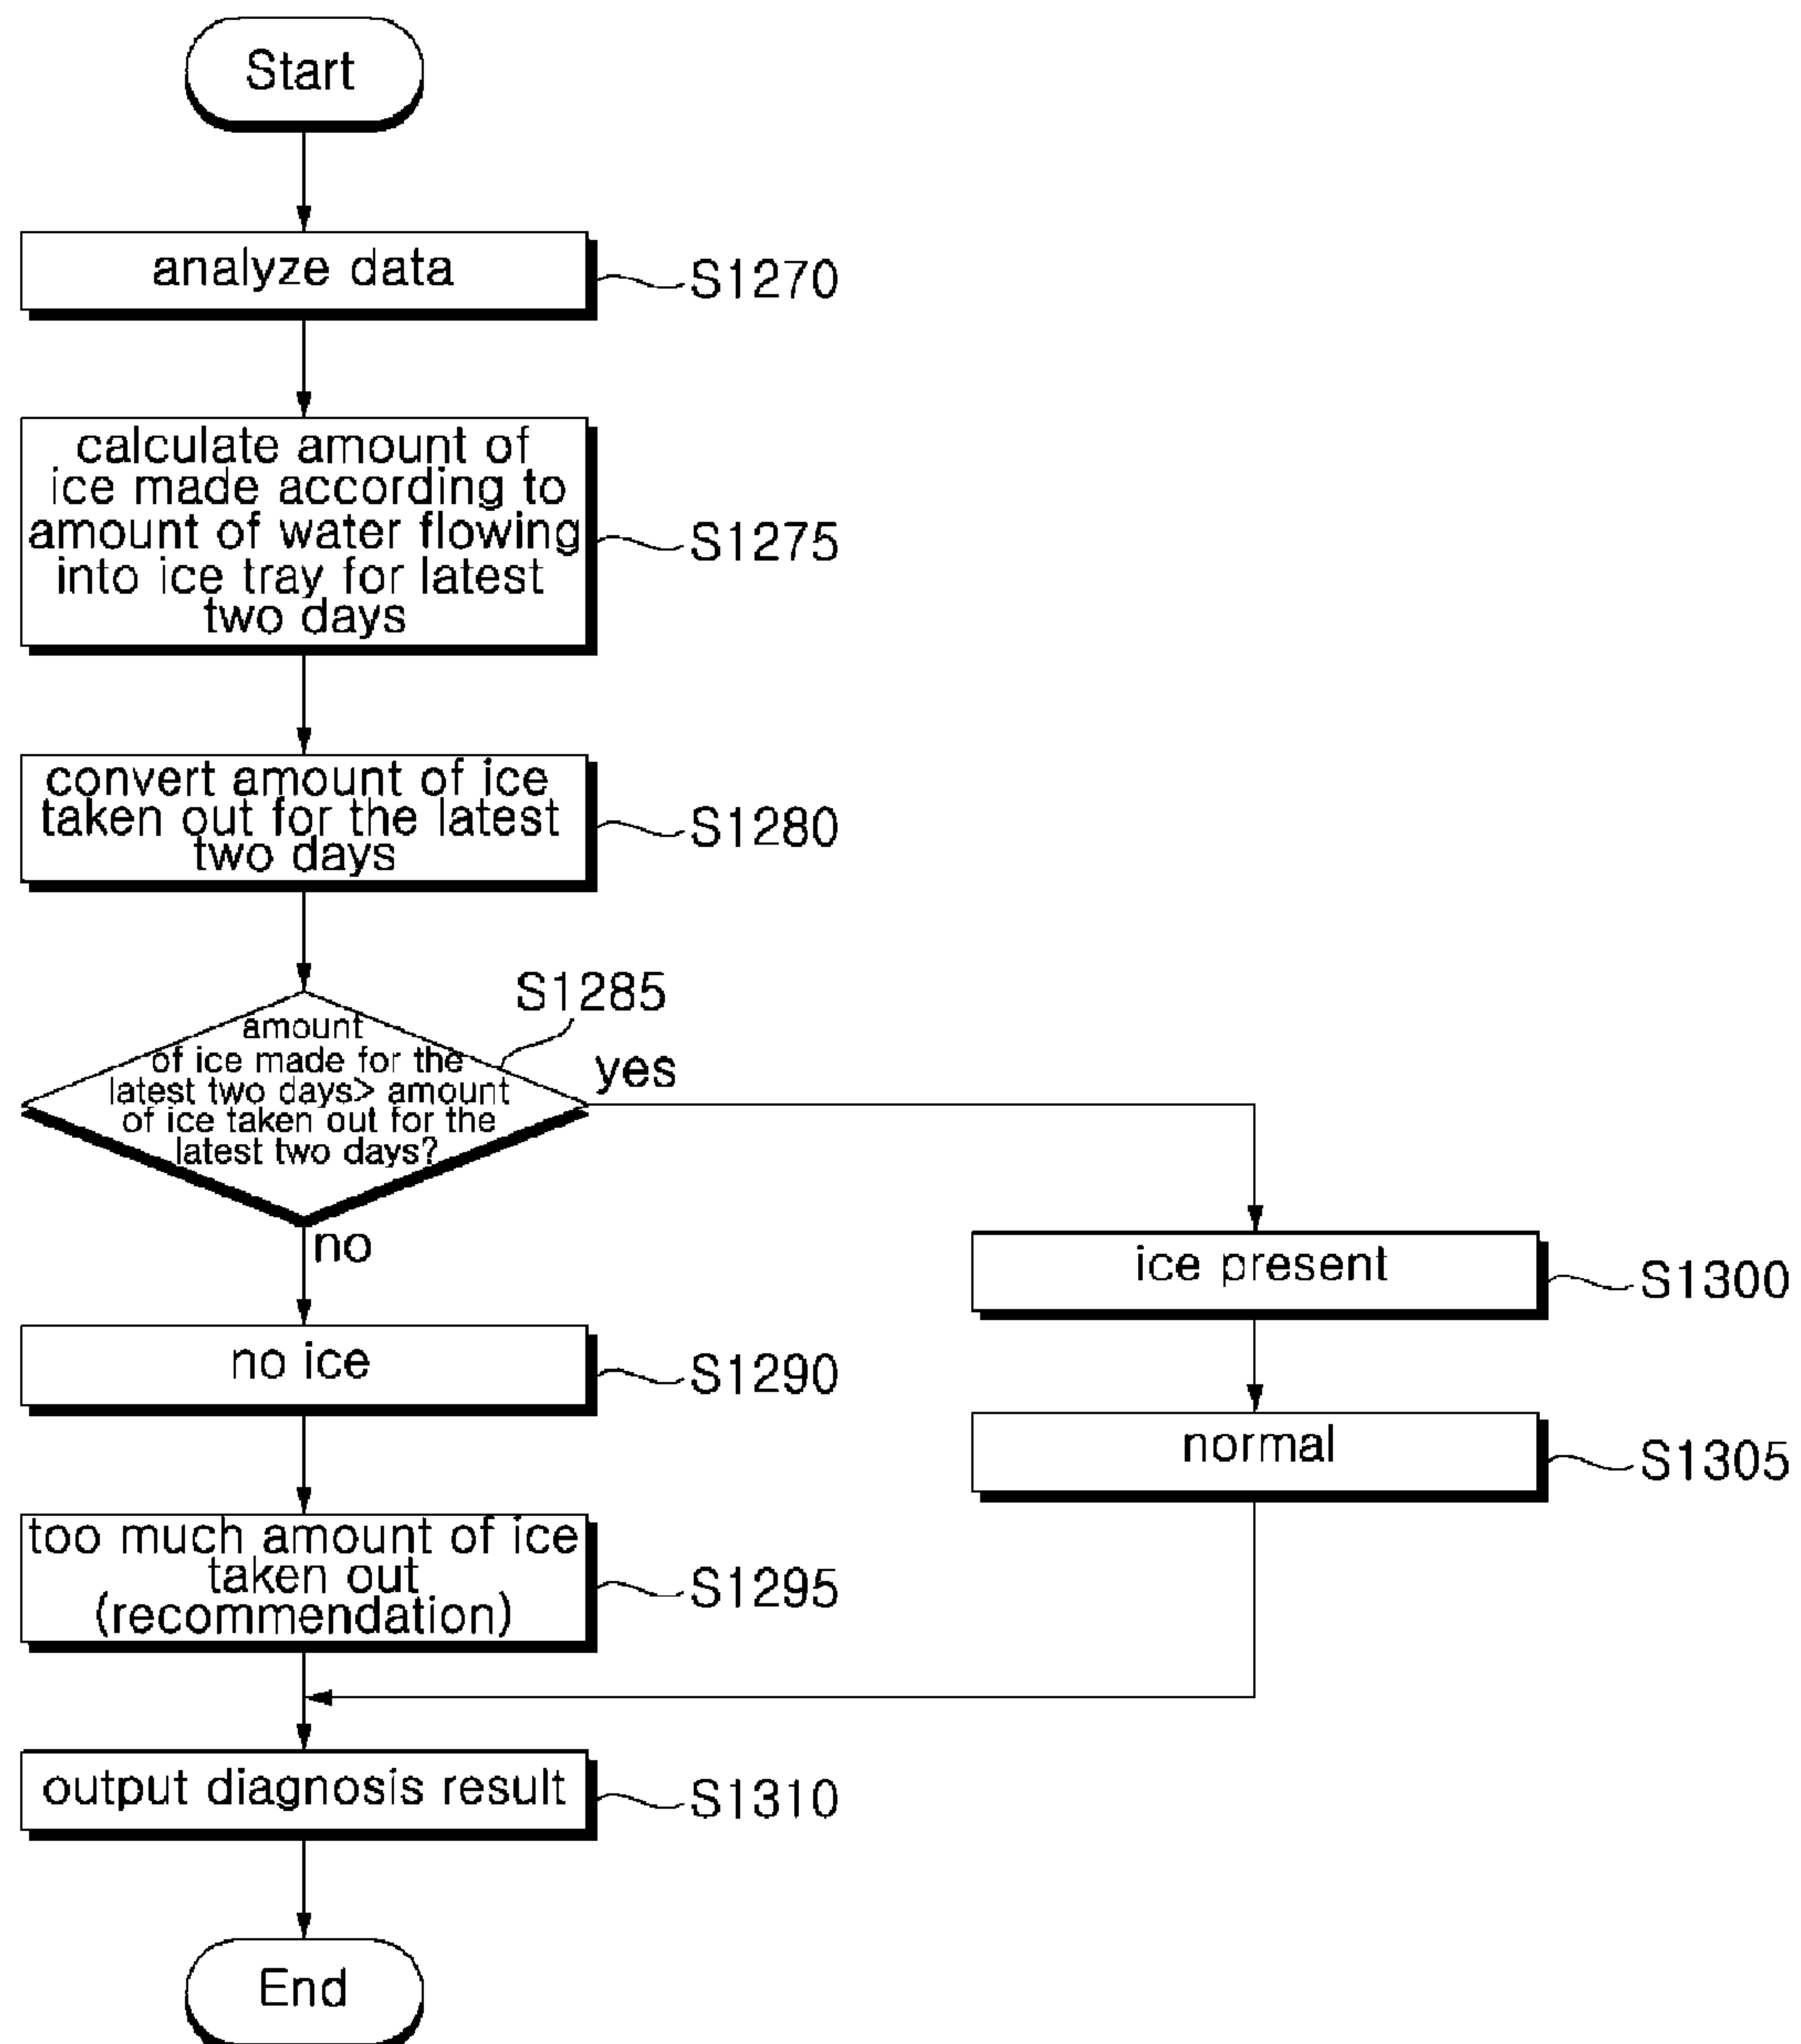 Start
analyze data
S1270
calculate amount of
ice made according to
amount of water flowing
into ice tray for latest
two days
S1275
convert amount of ice
taken out for the latest
two days
S1280
S1285
amount
of ice made for the
latest two days> amount
of ice taken out for the
latest two days?
yes
no
ice present
S1300
no ice
S1290
normal
S1305
too much amount of ice
taken out
(recommendation)
S1295
output diagnosis result
S1310
End